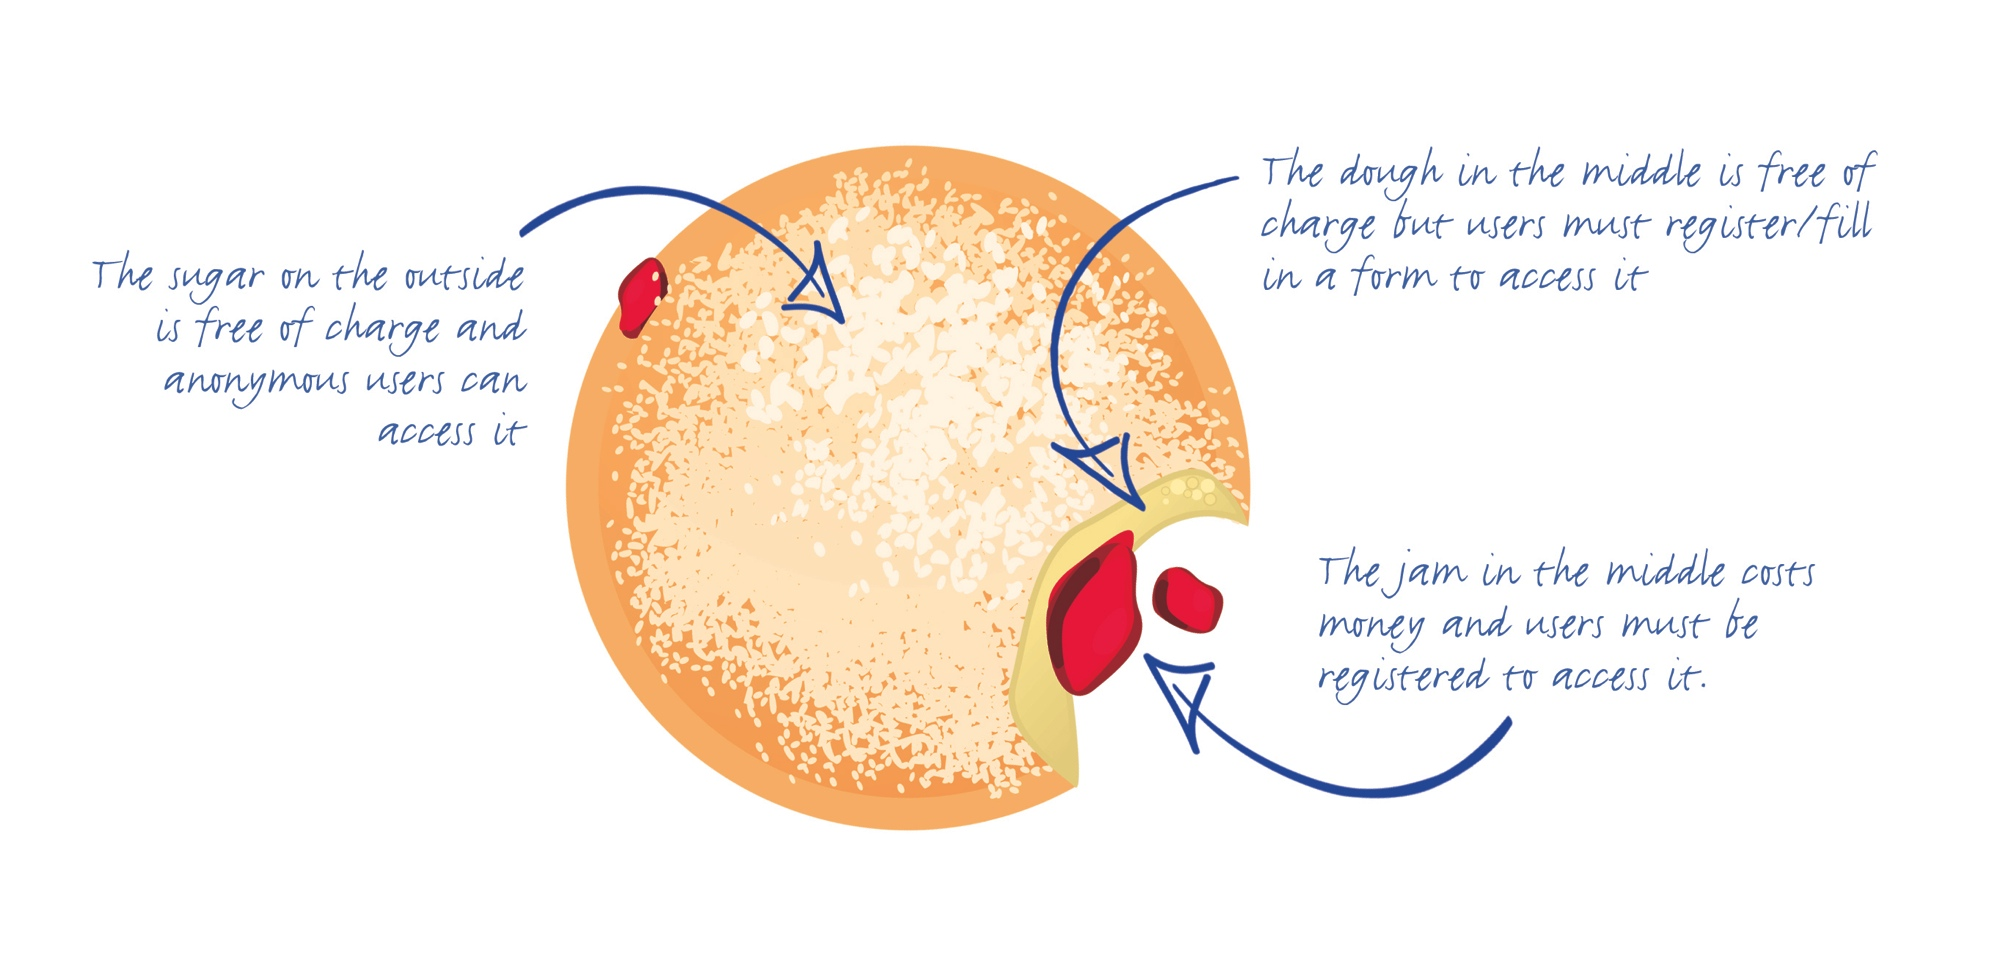 The sugar on the outside
is free of charge and
anonymous users can
access it
The dough in the middle is free of
charge but users must register/fill
in a form to access it
The jam in the middle costs
money and users must be
registered to access it.